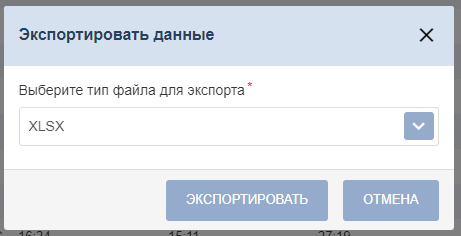 Экспортировать данные
Выберите тип файла для экспорта *
XLSX
ЭКСПОРТИРОВАТЬ
ОТМЕНА